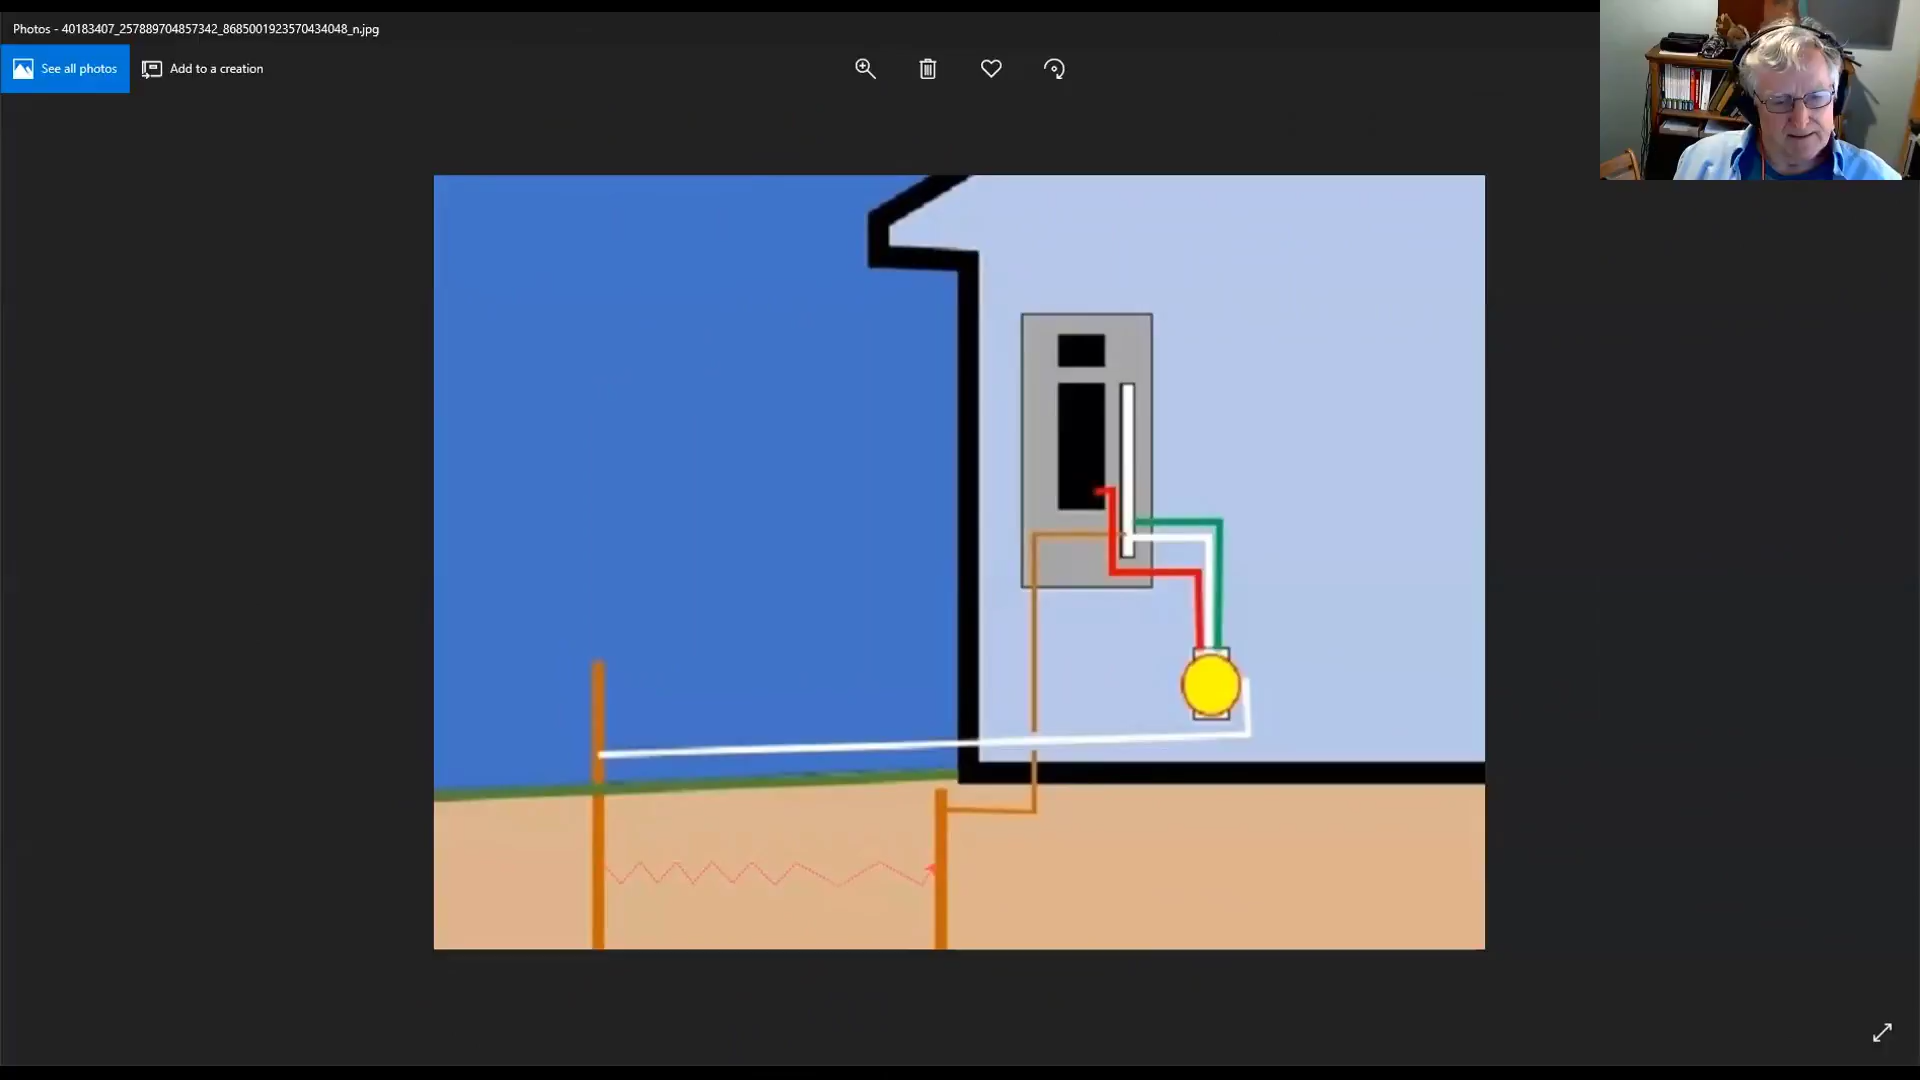 Photos - 40183407_257889704857342_8685001923570434048_n.jpg
See all photos
Add to a creation